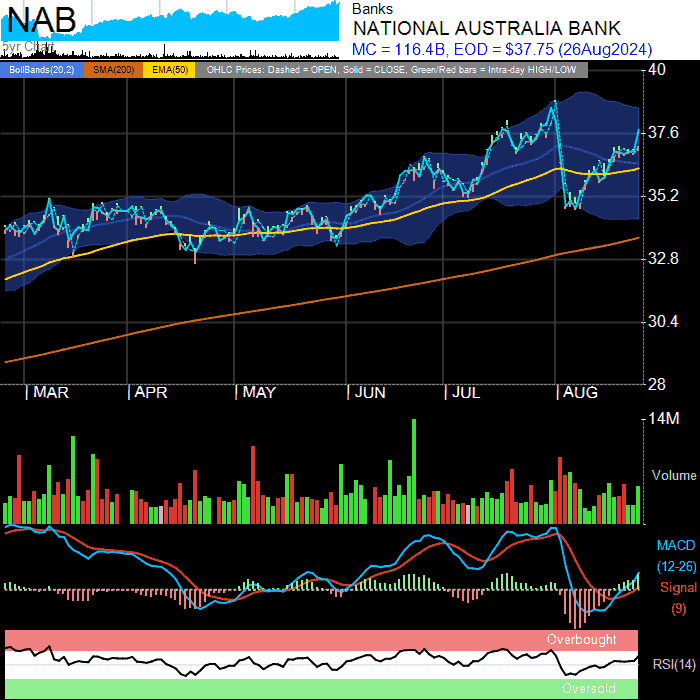 NAB
5yr Chart
Banks
NATIONAL AUSTRALIA BANK
MC = 116.4B, EOD = $37.75 (26Aug2024)
BollBands(20,2) SMA(200) EMA(50) OHLC Prices: Dashed = OPEN, Solid = CLOSE, Green/Red bars = Intra-day HIGH/LOW
40
37.6
35.2
32.8
30.4
28
MAR APR MAY JUN JUL AUG
14M
Volume
MACD
(12-26)
Signal
(9)
Overbought
RSI(14)
Oversold